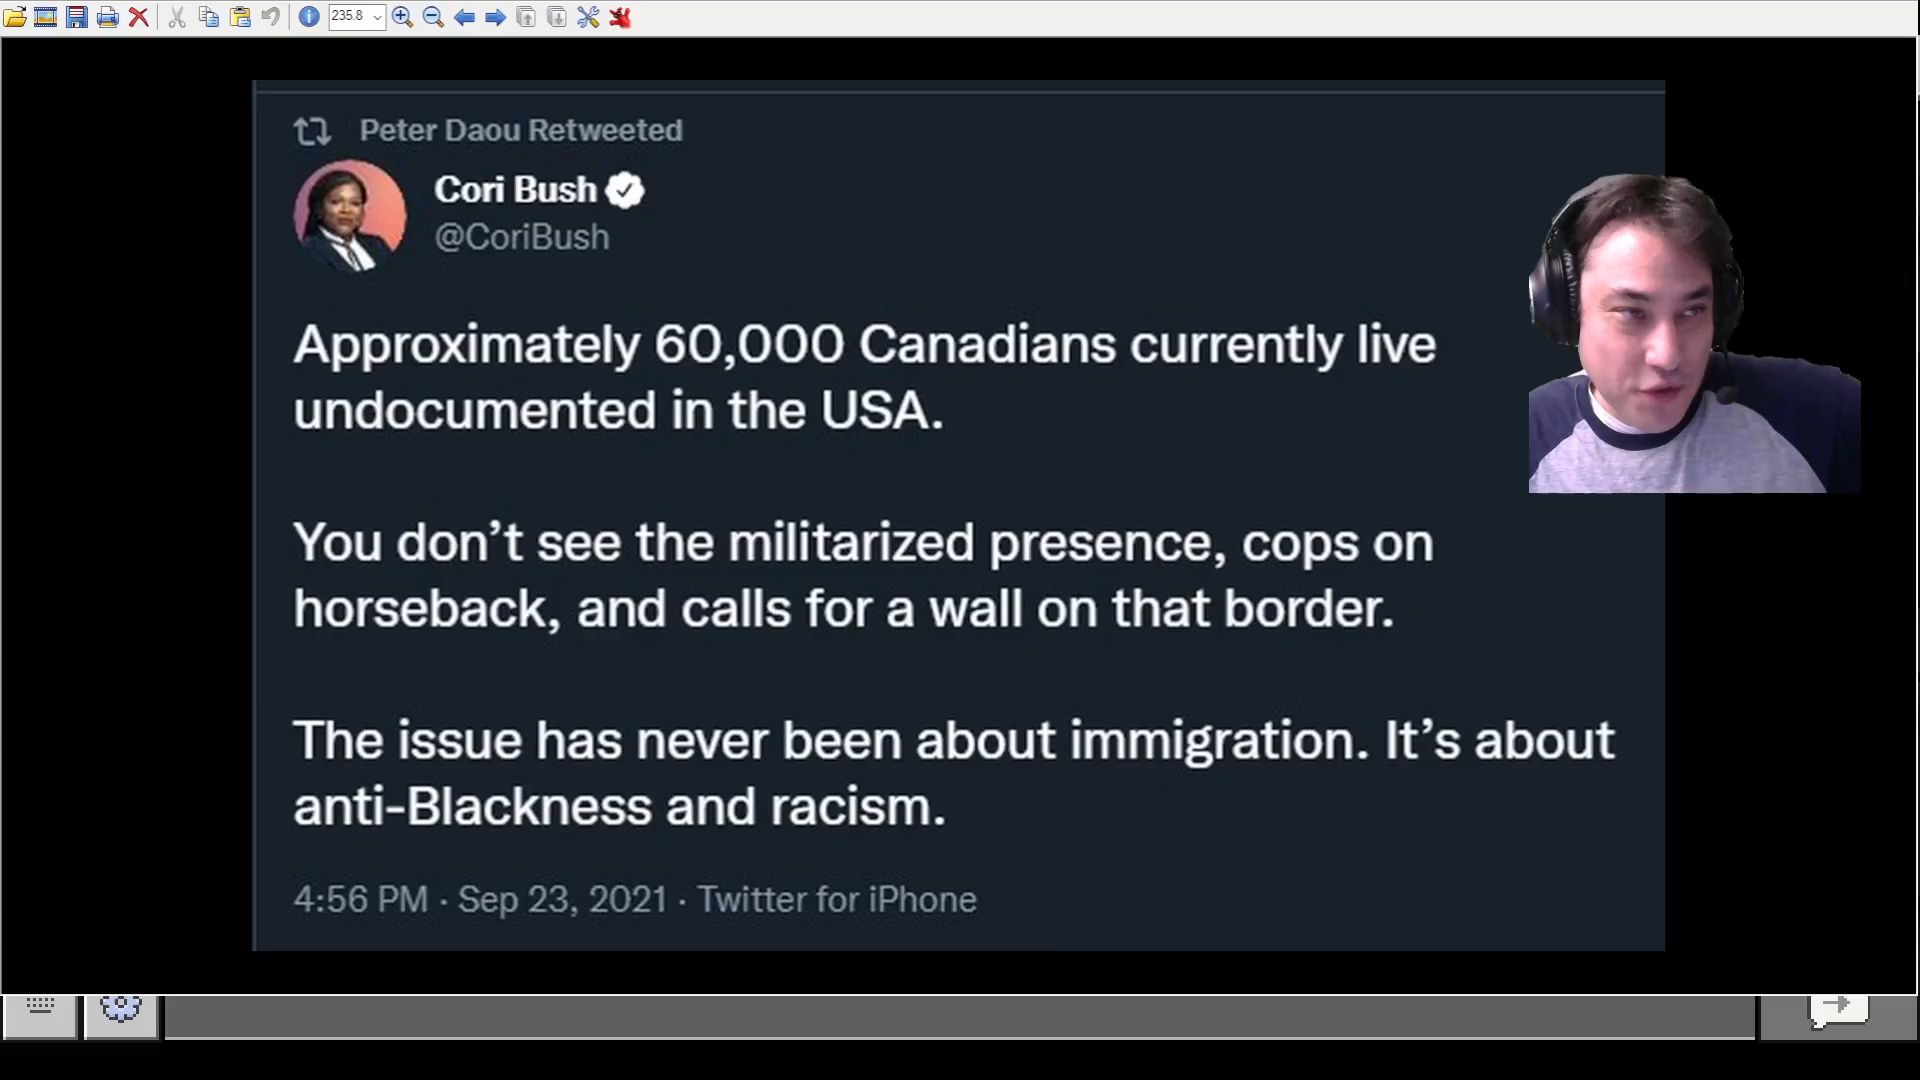 235.8
Peter Daou Retweeted
Cori Bush
@CoriBush
Approximately 60,000 Canadians currently live
undocumented in the USA.
You don’t see the militarized presence, cops on
horseback, and calls for a wall on that border.
The issue has never been about immigration. It’s about
anti-Blackness and racism.
4:56 PM · Sep 23, 2021 · Twitter for iPhone